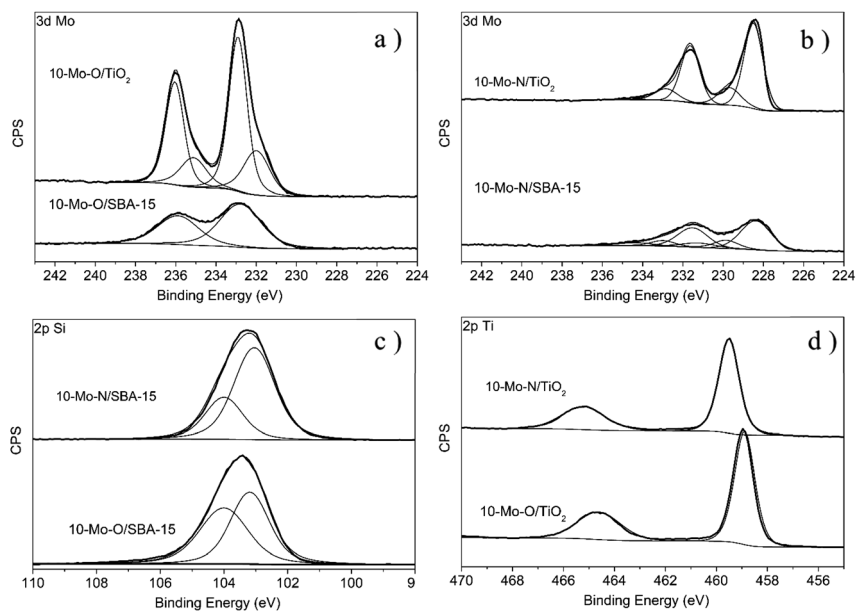 3d Mo
a )
10-Mo-O/TiO2
10-Mo-O/SBA-15
CPS
242 240 238 236 234 232 230 228 226 224
Binding Energy (eV)
3d Mo
b )
10-Mo-N/TiO2
10-Mo-N/SBA-15
CPS
242 240 238 236 234 232 230 228 226 224
Binding Energy (eV)
2p Si
c )
10-Mo-N/SBA-15
10-Mo-O/SBA-15
CPS
110 108 106 104 102 100 9
Binding Energy (eV)
2p Ti
d )
10-Mo-N/TiO2
10-Mo-O/TiO2
CPS
470 468 466 464 462 460 458 456 454
Binding Energy (eV)